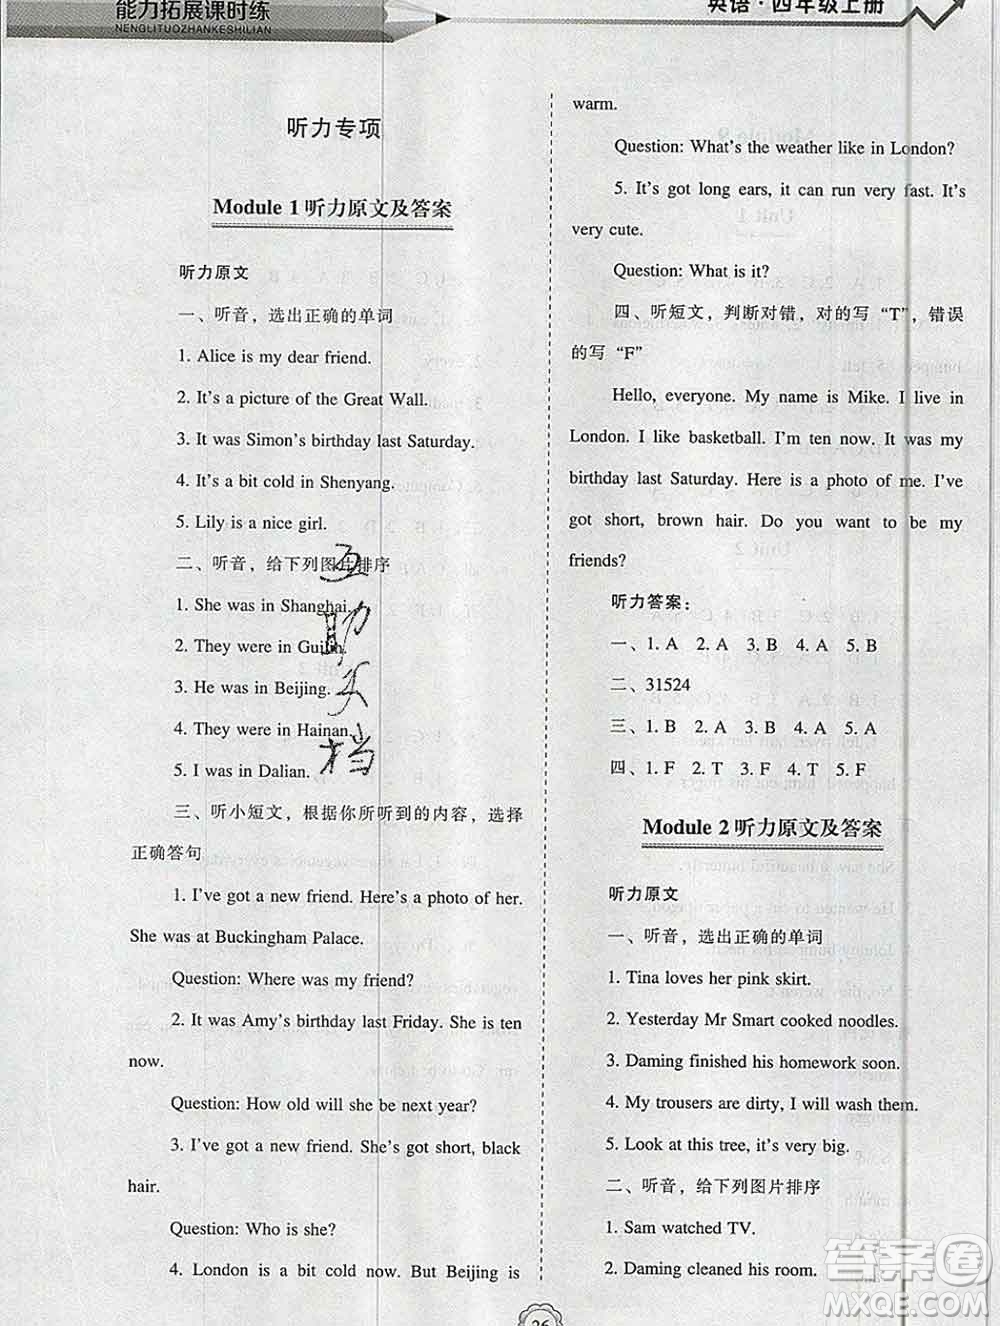 能力拓展课时练
NENGLITUOZHANKESHILIAN
英语·四年级上册
听力专项
Module 1听力原文及答案
听力原文
一、听音，选出正确的单词
1. Alice is my dear friend.
2. It's a picture of the Great Wall.
3. It was Simon's birthday last Saturday.
4. It's a bit cold in Shenyang.
5. Lily is a nice girl.
二、听音，给下列图片排序
1. She was in Shanghai.
2. They were in Guilin.
3. He was in Beijing.
4. They were in Hainan.
5. I was in Dalian.
三、听小短文，根据你所听到的内容，选择
正确答句
1. I've got a new friend. Here's a photo of her.
She was at Buckingham Palace.
Question: Where was my friend?
2. It was Amy's birthday last Friday. She is ten
now.
Question: How old will she be next year?
3. I've got a new friend. She's got short, black
hair.
Question: Who is she?
4. London is a bit cold now. But Beijing is
warm.
Question: What's the weather like in London?
5. It's got long ears, it can run very fast. It's
very cute.
Question: What is it?
四、听短文，判断对错，对的写“T”，错误
的写“F”
Hello, everyone. My name is Mike. I live in
London. I like basketball. I'm ten now. It was my
birthday last Saturday. Here is a photo of me. I've
got short, brown hair. Do you want to be my
friends?
听力答案：
一、1. A 2. A 3. B 4. B 5. B
二、31524
三、1. B 2. A 3. B 4. A 5. A
四、1. F 2. F 3. T 4. T 5. F
Module 2听力原文及答案
听力原文
一、听音，选出正确的单词
1. Tina loves her pink skirt.
2. Yesterday Mr Smart cooked noodles.
3. Daming finished his homework soon.
4. My trousers are dirty, I will wash them.
5. Look at this tree, it's very big.
二、听音，给下列图片排序
1. Sam watched TV.
2. Daming cleaned his room.
26
互
助
文
档
答案圈
MXQE.COM